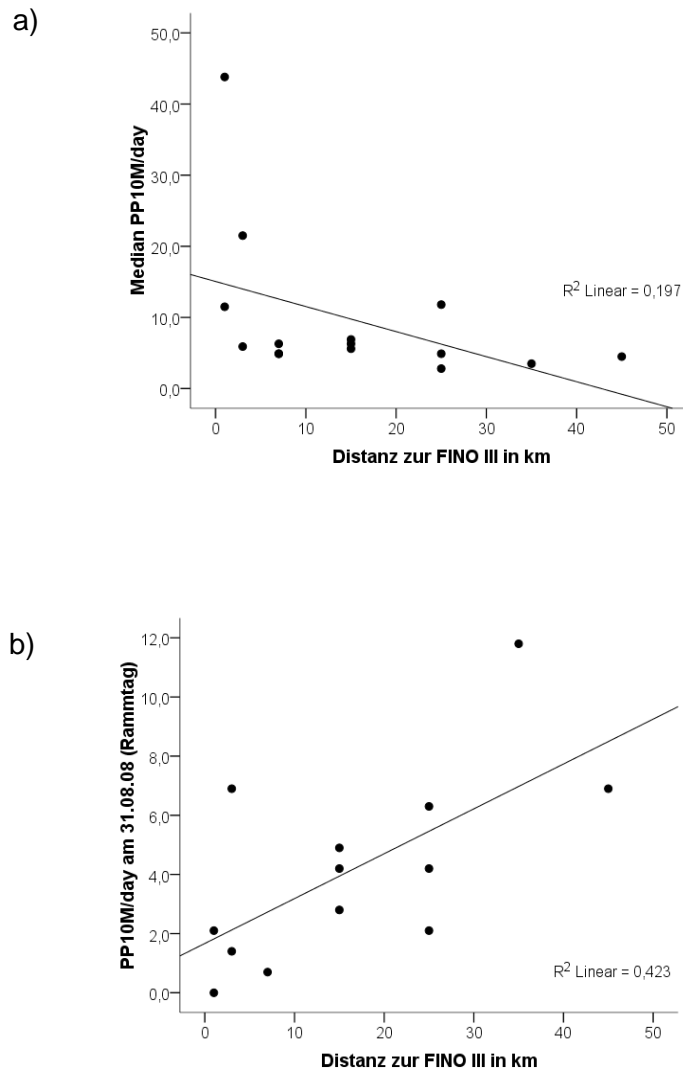 a)
50,0
40,0
30,0
20,0
10,0
0,0
Median PP10M/day
R² Linear = 0,197
0 10 20 30 40 50
Distanz zur FINO III in km
b)
12,0
10,0
8,0
6,0
4,0
2,0
0,0
PP10M/day am 31.08.08 (Rammtag)
R² Linear = 0,423
0 10 20 30 40 50
Distanz zur FINO III in km